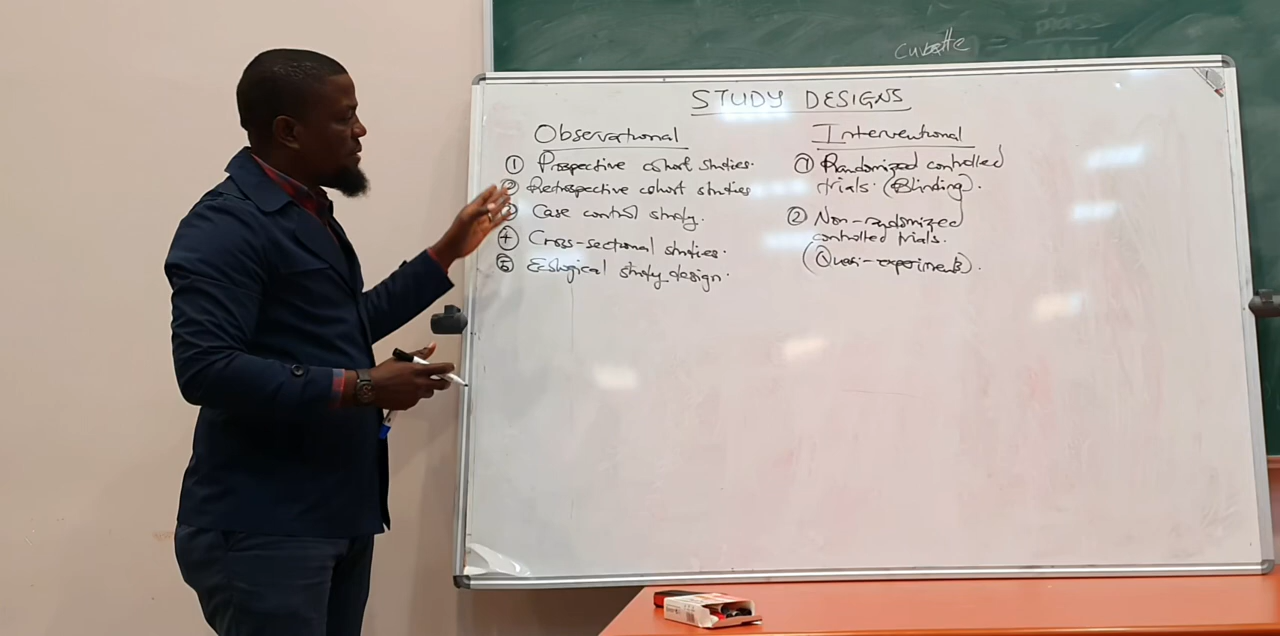 cuvette =
STUDY DESIGNS
Observational
① Prospective cohort studies.
② Retrospective cohort studies
③ Case control study.
④ Cross-sectional studies.
⑤ Ecological study design.
Interventional
① Randomized controlled
trials. (Blinding).
② Non-randomized
controlled trials.
(Quasi-experiments).